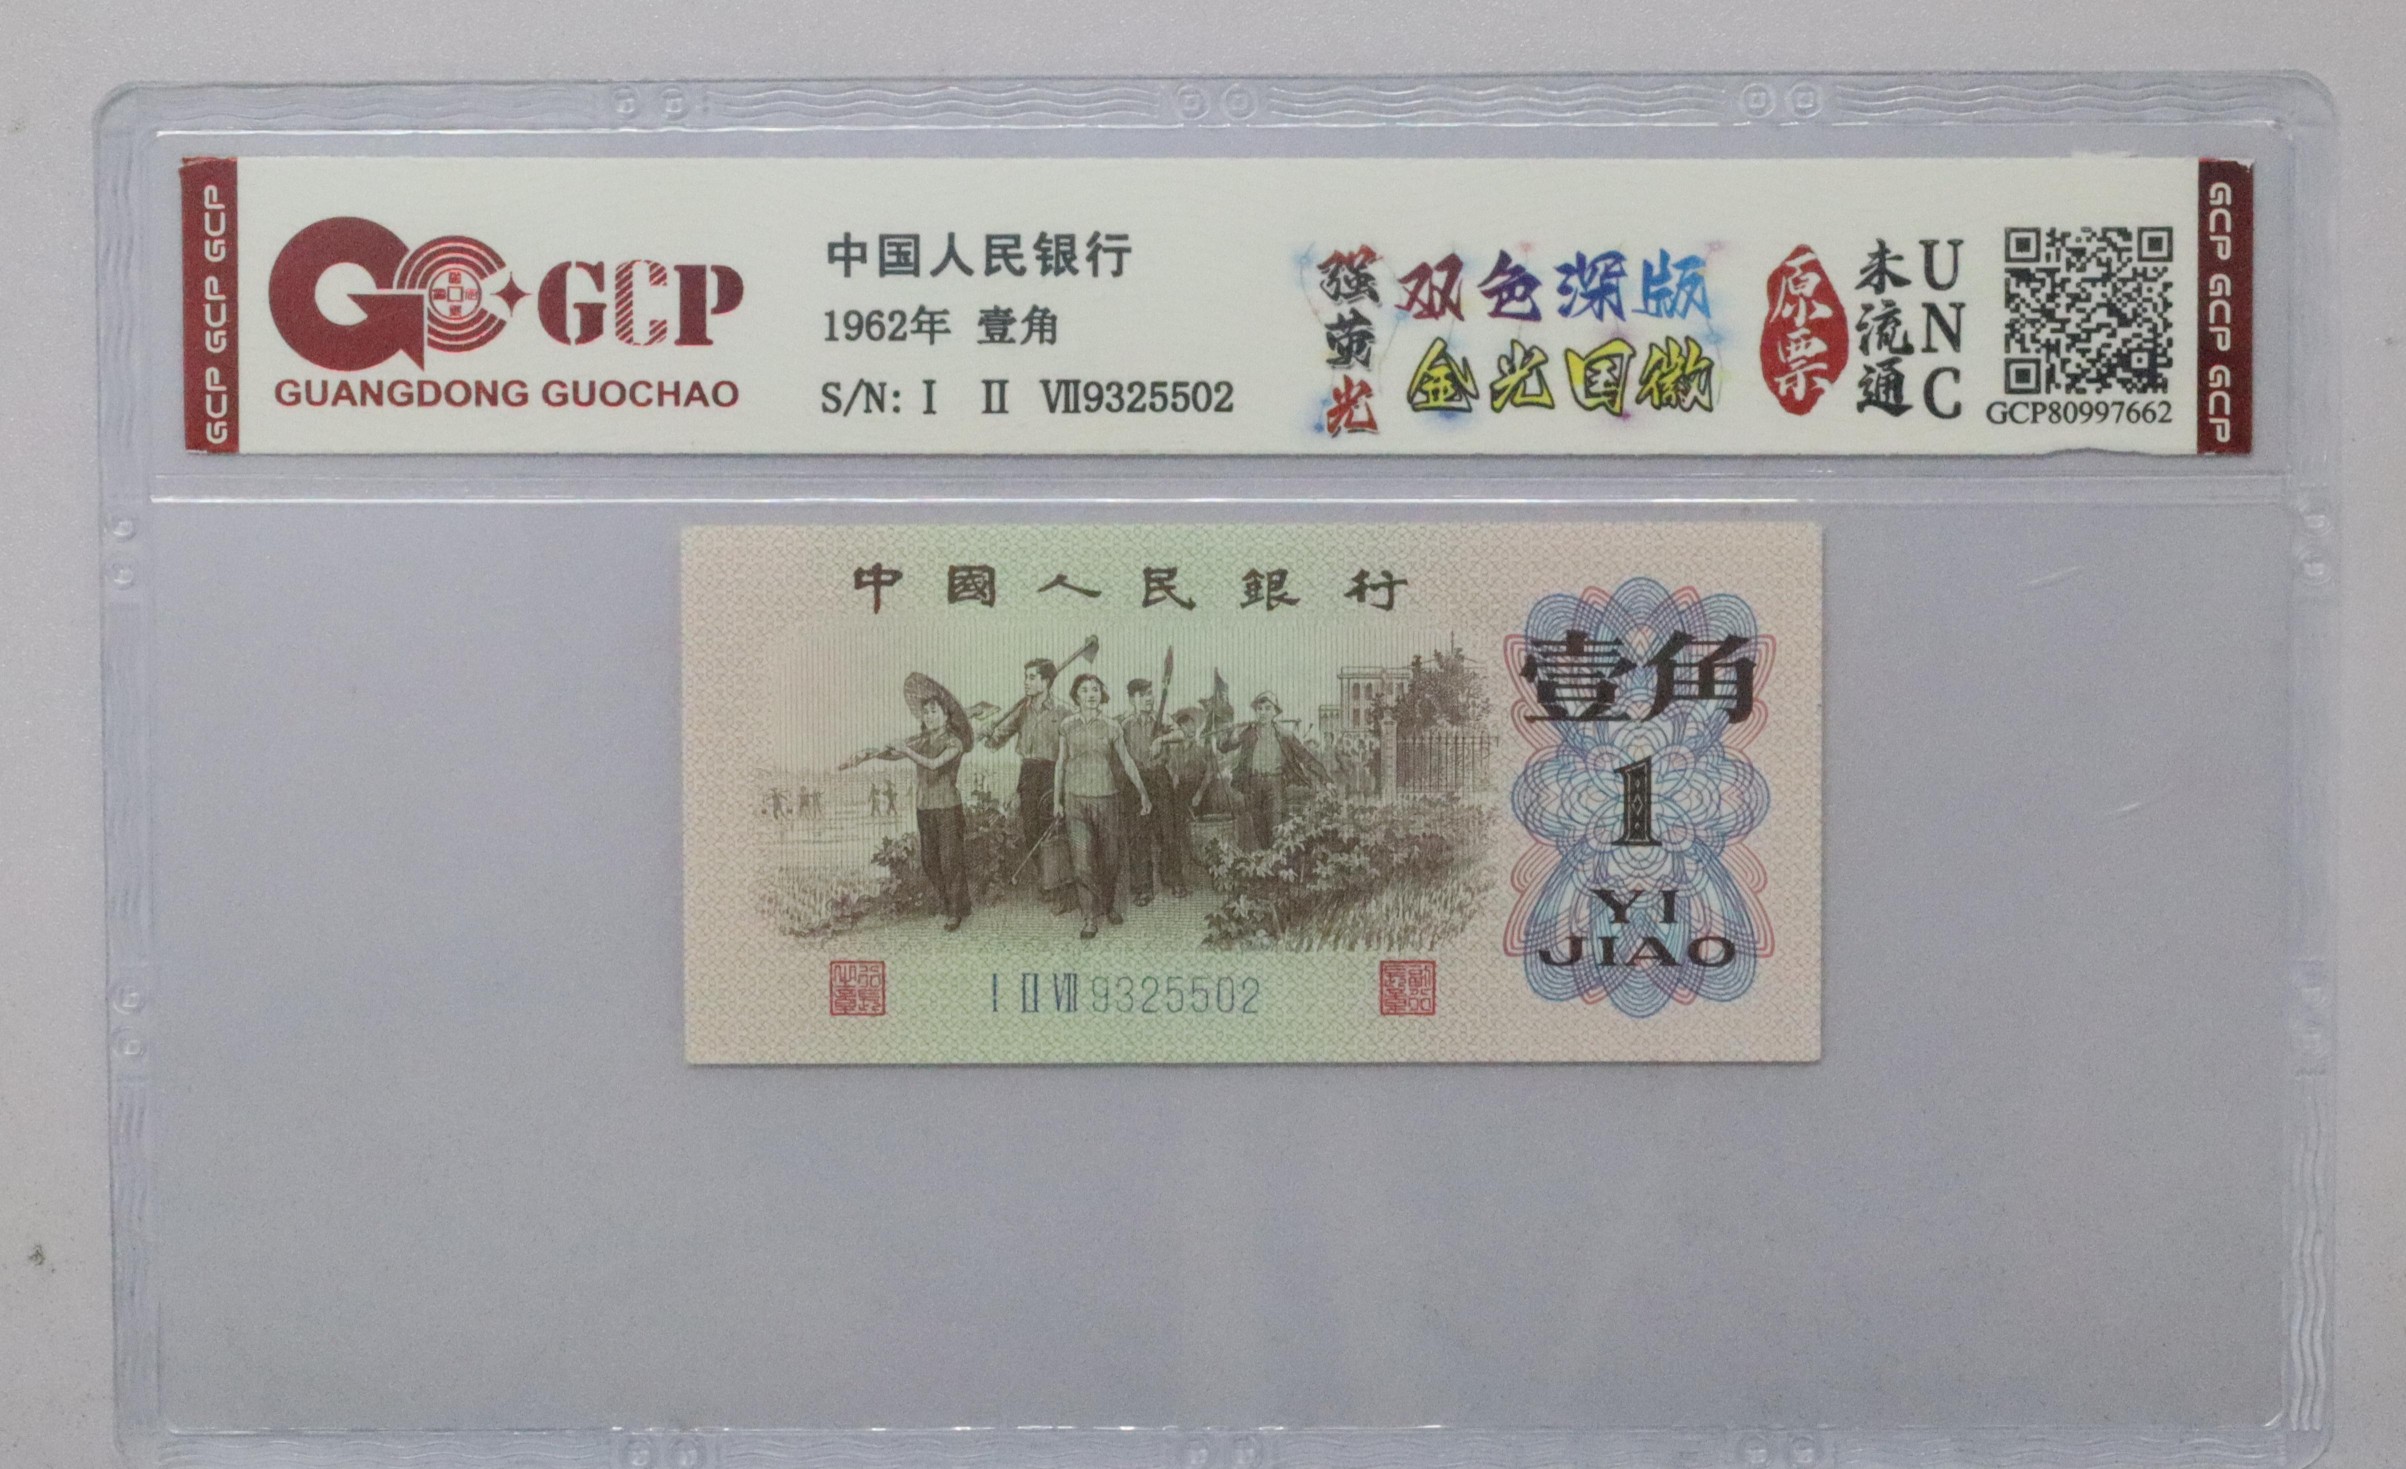 GCP GCP GCP
GCP
GUANGDONG GUOCHAO
中国人民银行
1962年 壹角
S/N: I II VII9325502
强荧光
双色深版
金光国徽
原票
未流通
UNC
GCP80997662
GCP GCP GCP
中國人民銀行
壹角
1
YI
JIAO
I II VII 9325502